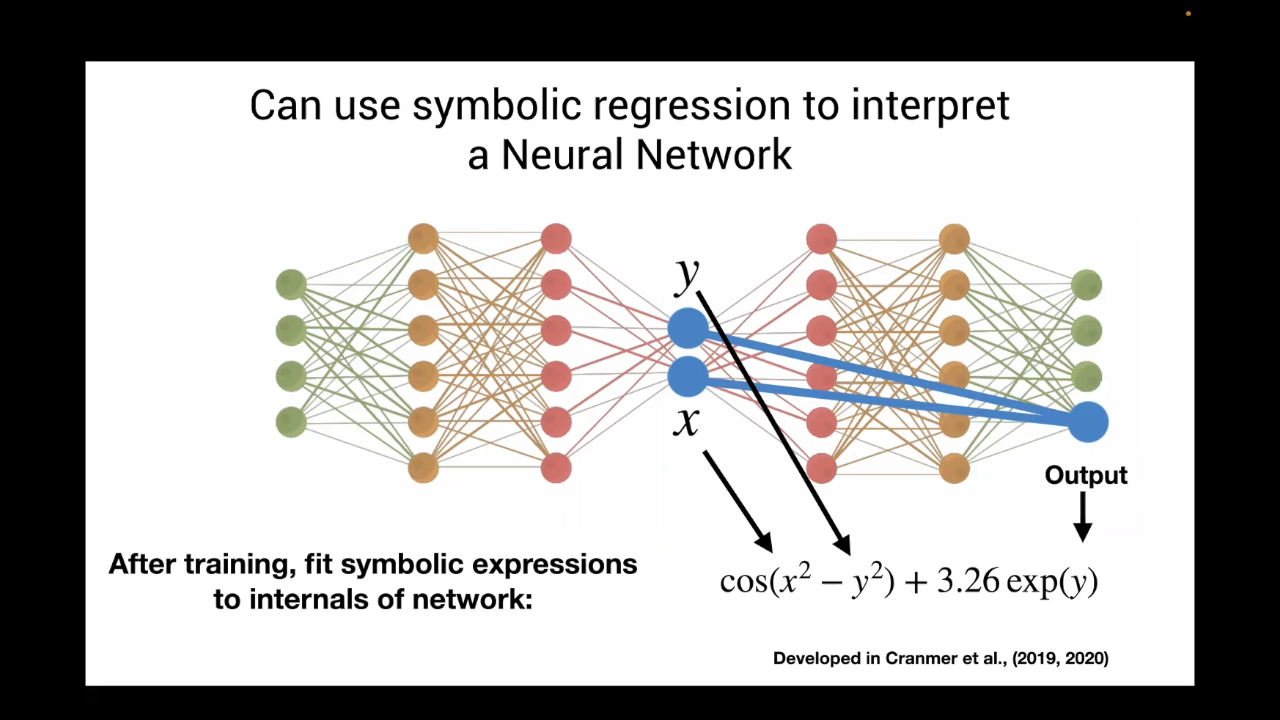 Can use symbolic regression to interpret
a Neural Network
y
x
Output
After training, fit symbolic expressions
to internals of network:
cos(x² − y²) + 3.26 exp(y)
Developed in Cranmer et al., (2019, 2020)